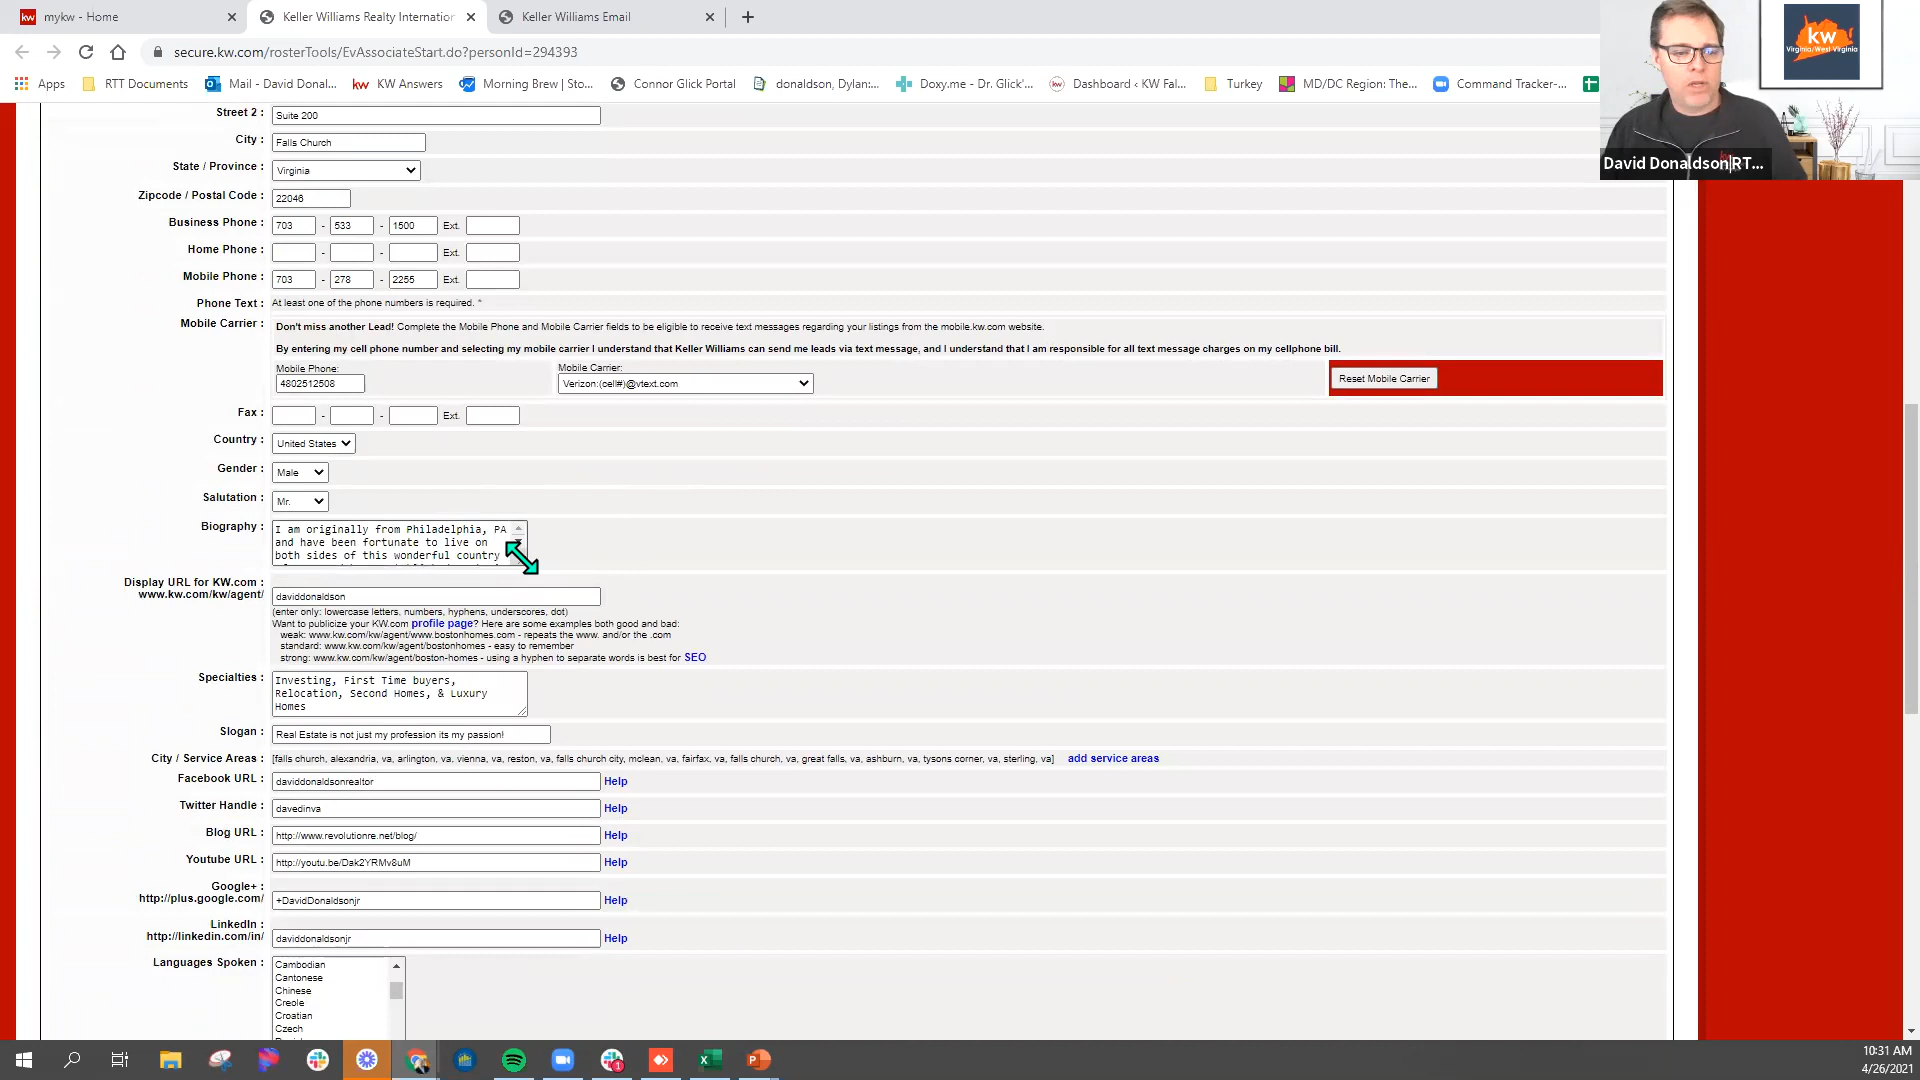 mykw - Home
Keller Williams Realty Internation
Keller Williams Email
secure.kw.com/rosterTools/EvAssociateStart.do?personId=294393
Apps
RTT Documents
Mail - David Donal...
kw KW Answers
Morning Brew | Sto...
Connor Glick Portal
donaldson, Dylan:...
Doxy.me - Dr. Glick'...
Dashboard ‹ KW Fal...
Turkey
MD/DC Region: The...
Command Tracker-...
kw
Virginia/West Virginia
David Donaldson|RT...
Street 2 : Suite 200
City : Falls Church
State / Province : Virginia
Zipcode / Postal Code : 22046
Business Phone : 703 - 533 - 1500 Ext.
Home Phone : - - Ext.
Mobile Phone : 703 - 278 - 2255 Ext.
Phone Text : At least one of the phone numbers is required. *
Mobile Carrier : Don't miss another Lead! Complete the Mobile Phone and Mobile Carrier fields to be eligible to receive text messages regarding your listings from the mobile.kw.com website.
By entering my cell phone number and selecting my mobile carrier I understand that Keller Williams can send me leads via text message, and I understand that I am responsible for all text message charges on my cellphone bill.
Mobile Phone: Mobile Carrier:
4802512508 Verizon:(cell#)@vtext.com Reset Mobile Carrier
Fax : - - Ext.
Country : United States
Gender : Male
Salutation : Mr.
Biography : I am originally from Philadelphia, PA
and have been fortunate to live on
both sides of this wonderful country
Display URL for KW.com :
www.kw.com/kw/agent/ daviddonaldson
(enter only: lowercase letters, numbers, hyphens, underscores, dot)
Want to publicize your KW.com profile page? Here are some examples both good and bad:
weak: www.kw.com/kw/agent/www.bostonhomes.com - repeats the www. and/or the .com
standard: www.kw.com/kw/agent/bostonhomes - easy to remember
strong: www.kw.com/kw/agent/boston-homes - using a hyphen to separate words is best for SEO
Specialties : Investing, First Time buyers,
Relocation, Second Homes, & Luxury
Homes
Slogan : Real Estate is not just my profession its my passion!
City / Service Areas : [falls church, alexandria, va, arlington, va, vienna, va, reston, va, falls church city, mclean, va, fairfax, va, falls church, va, great falls, va, ashburn, va, tysons corner, va, sterling, va] add service areas
Facebook URL : daviddonaldsonrealtor Help
Twitter Handle : davedinva Help
Blog URL : http://www.revolutionre.net/blog/ Help
Youtube URL : http://youtu.be/Dak2YRMv8uM Help
Google+ :
http://plus.google.com/ +DavidDonaldsonjr Help
LinkedIn :
http://linkedin.com/in/ daviddonaldsonjr Help
Languages Spoken : Cambodian
Cantonese
Chinese
Creole
Croatian
Czech
10:31 AM
4/26/2021